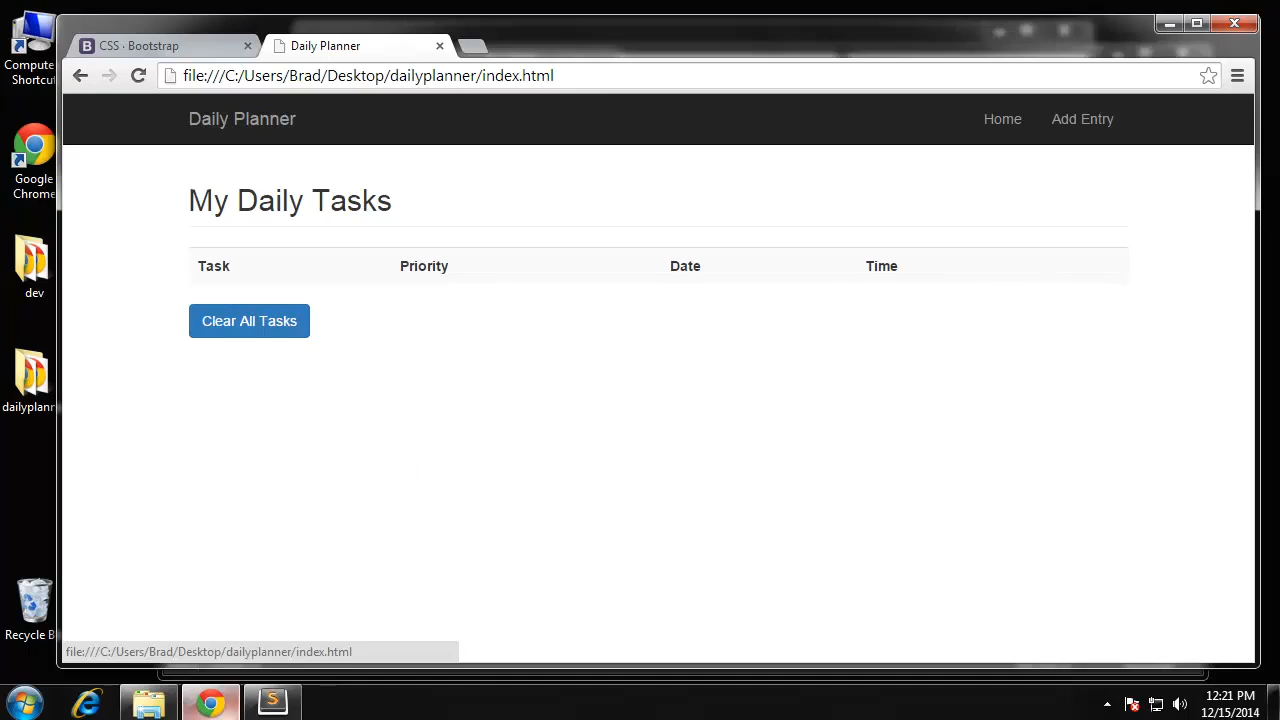 Computer
Shortcut
Google
Chrome
dev
dailyplann
Recycle B
CSS · Bootstrap
Daily Planner
file:///C:/Users/Brad/Desktop/dailyplanner/index.html
Daily Planner
Home
Add Entry
My Daily Tasks
Task Priority Date Time
Clear All Tasks
file:///C:/Users/Brad/Desktop/dailyplanner/index.html
12:21 PM
12/15/2014